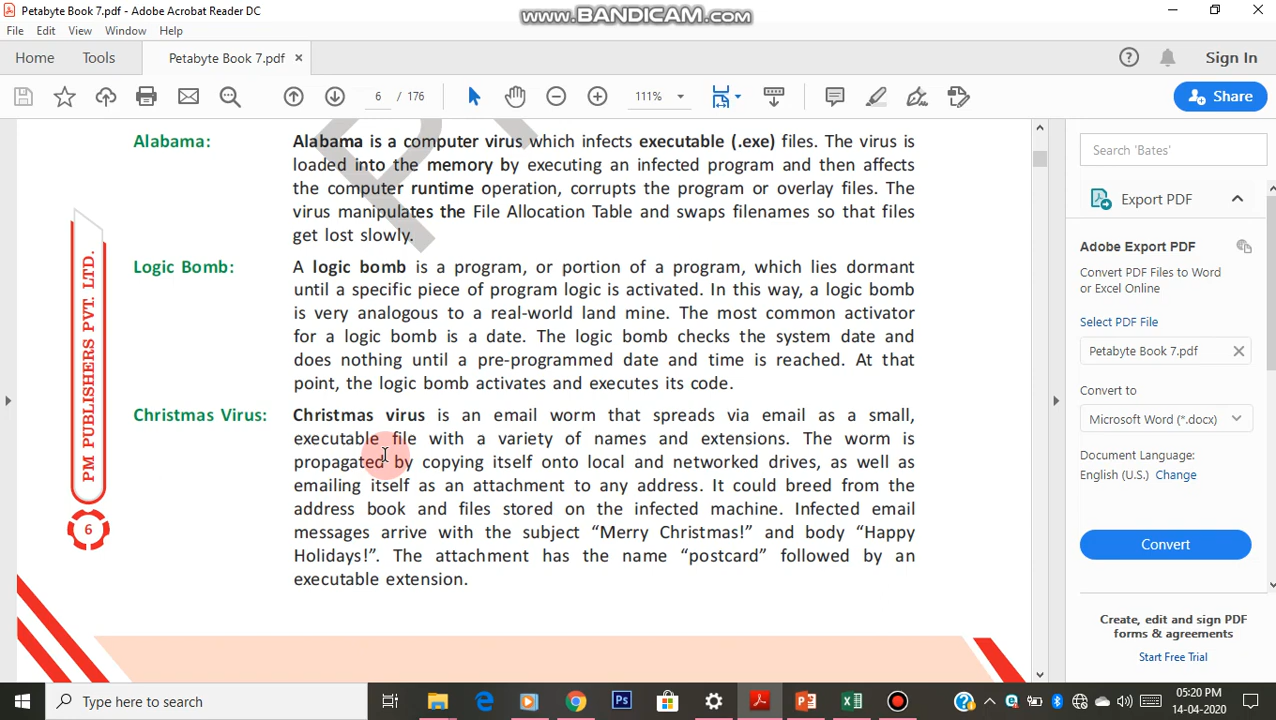 Petabyte Book 7.pdf - Adobe Acrobat Reader DC
www.BANDICAM.com
File Edit View Window Help
Home Tools Petabyte Book 7.pdf × Sign In
6 / 176 111% Share
Alabama: Alabama is a computer virus which infects executable (.exe) files. The virus is
loaded into the memory by executing an infected program and then affects
the computer runtime operation, corrupts the program or overlay files. The
virus manipulates the File Allocation Table and swaps filenames so that files
get lost slowly.
Logic Bomb: A logic bomb is a program, or portion of a program, which lies dormant
until a specific piece of program logic is activated. In this way, a logic bomb
is very analogous to a real-world land mine. The most common activator
for a logic bomb is a date. The logic bomb checks the system date and
does nothing until a pre-programmed date and time is reached. At that
point, the logic bomb activates and executes its code.
Christmas Virus: Christmas virus is an email worm that spreads via email as a small,
executable file with a variety of names and extensions. The worm is
propagated by copying itself onto local and networked drives, as well as
emailing itself as an attachment to any address. It could breed from the
address book and files stored on the infected machine. Infected email
messages arrive with the subject “Merry Christmas!” and body “Happy
Holidays!”. The attachment has the name “postcard” followed by an
executable extension.
PM PUBLISHERS PVT. LTD.
6
Search 'Bates'
Export PDF
Adobe Export PDF
Convert PDF Files to Word
or Excel Online
Select PDF File
Petabyte Book 7.pdf
Convert to
Microsoft Word (*.docx)
Document Language:
English (U.S.) Change
Convert
Create, edit and sign PDF
forms & agreements
Start Free Trial
Type here to search
05:20 PM
14-04-2020